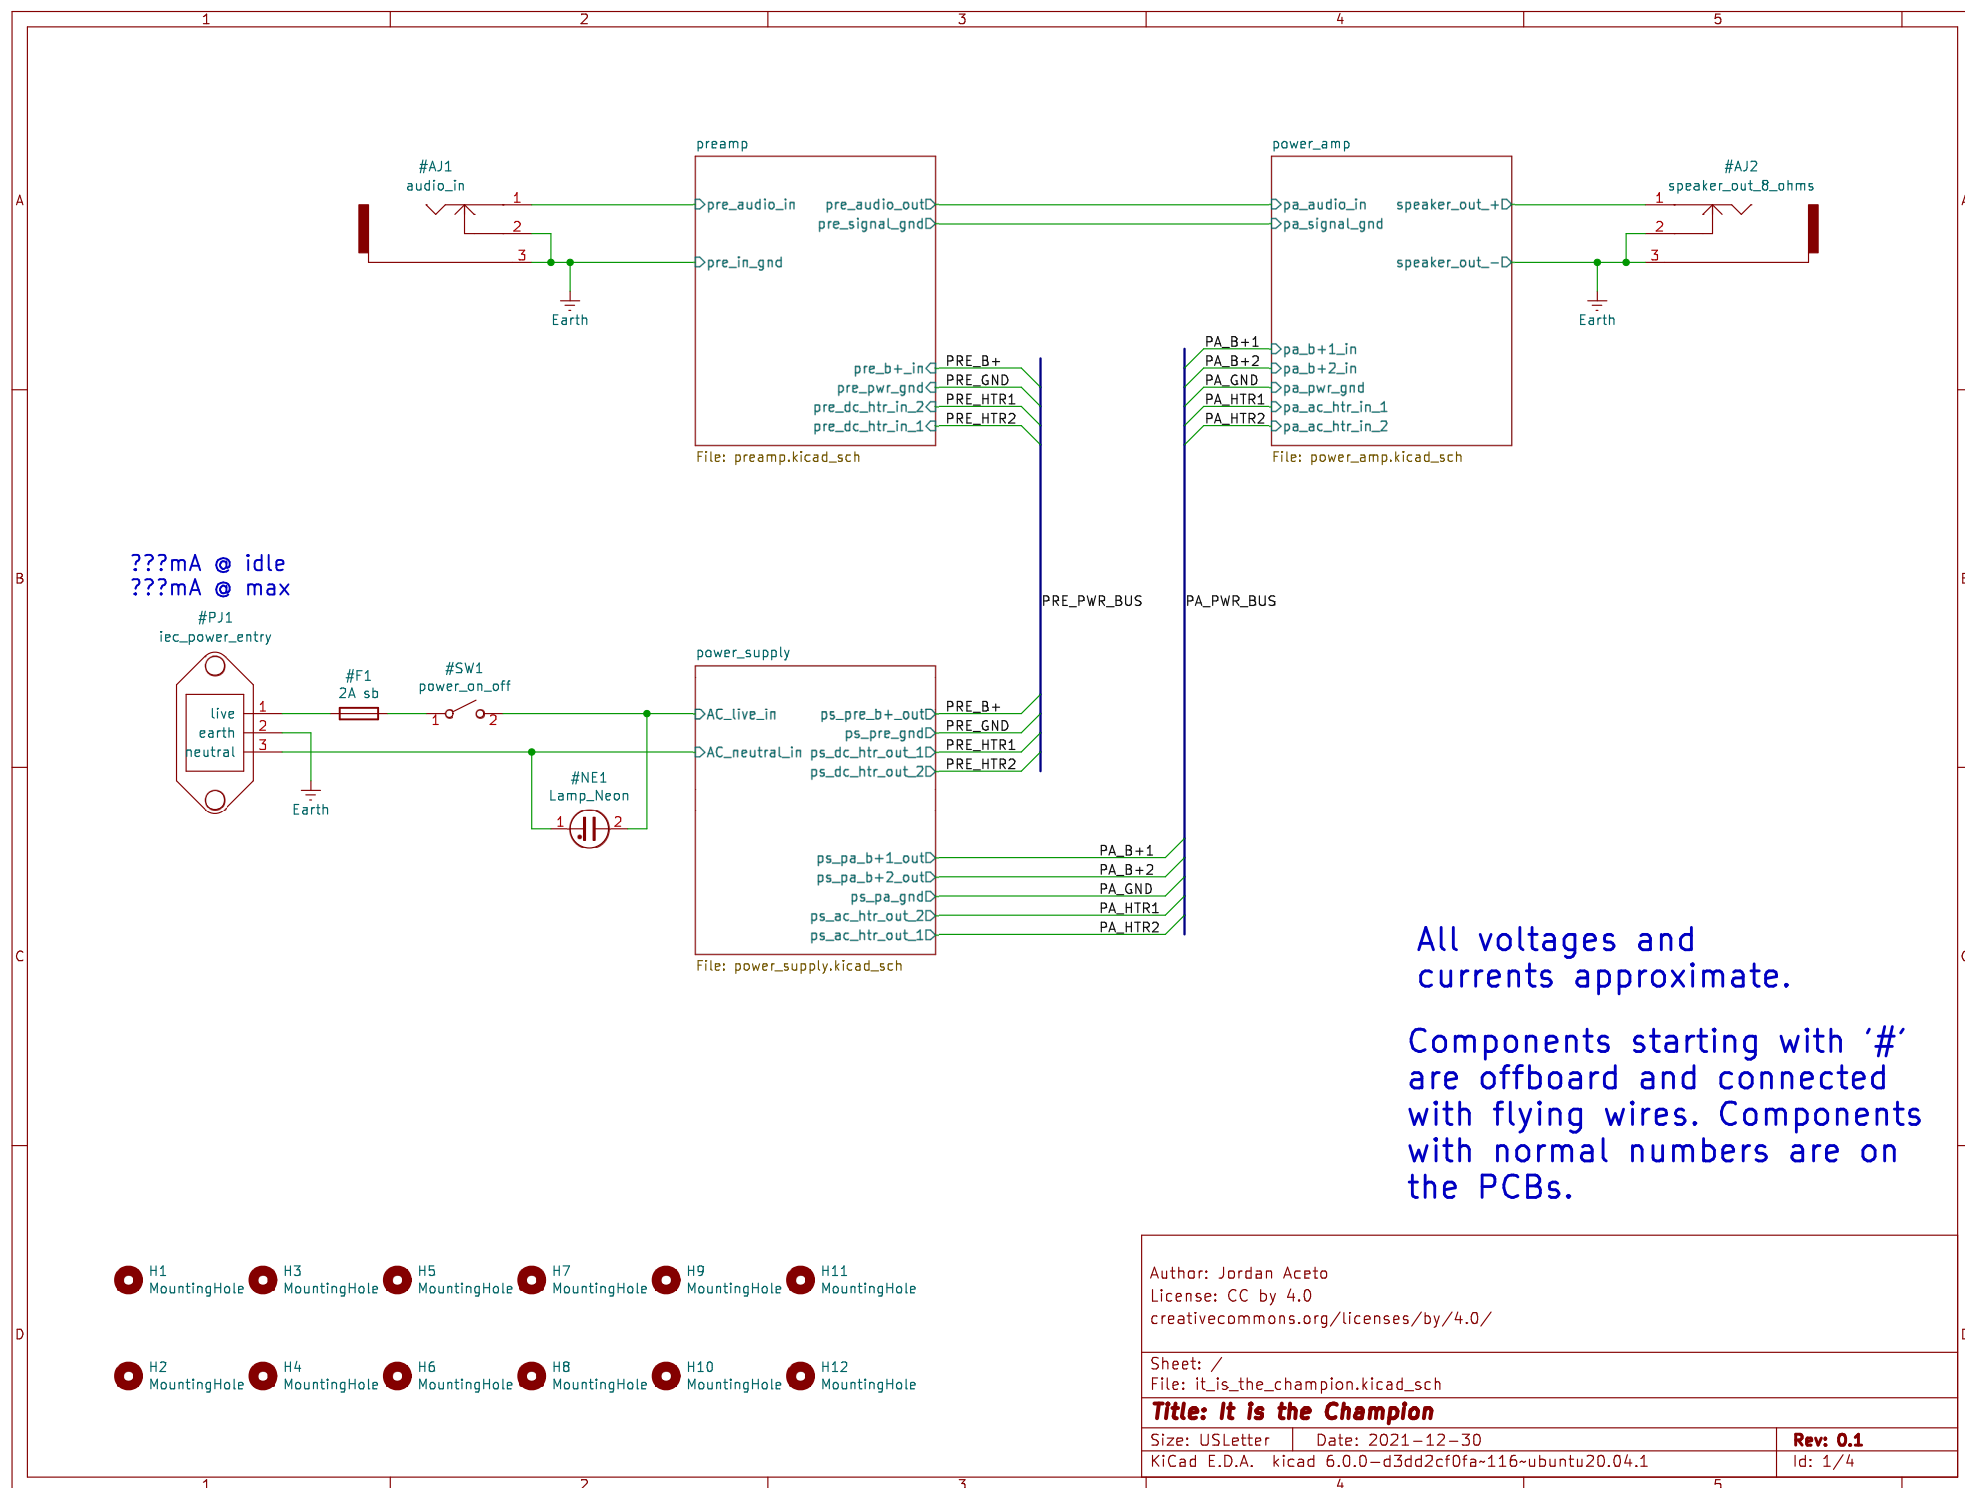 1 2 3 4 5
A
B
C
D
preamp
power_amp
#AJ1
audio_in
1
2
3
Earth
pre_audio_in
pre_in_gnd
pre_audio_out
pre_signal_gnd
pre_b+_in
pre_pwr_gnd
pre_dc_htr_in_2
pre_dc_htr_in_1
PRE_B+
PRE_GND
PRE_HTR1
PRE_HTR2
File: preamp.kicad_sch
pa_audio_in
pa_signal_gnd
speaker_out_+
speaker_out_-
PA_B+1
PA_B+2
PA_GND
PA_HTR1
PA_HTR2
pa_b+1_in
pa_b+2_in
pa_pwr_gnd
pa_ac_htr_in_1
pa_ac_htr_in_2
File: power_amp.kicad_sch
#AJ2
speaker_out_8_ohms
1
2
3
Earth
???mA @ idle
???mA @ max
#PJ1
iec_power_entry
live
earth
neutral
1
2
3
Earth
#F1
2A sb
#SW1
power_on_off
1 2
#NE1
Lamp_Neon
1 2
PRE_PWR_BUS
PA_PWR_BUS
power_supply
AC_live_in
AC_neutral_in
ps_pre_b+_out
ps_pre_gnd
ps_dc_htr_out_1
ps_dc_htr_out_2
PRE_B+
PRE_GND
PRE_HTR1
PRE_HTR2
ps_pa_b+1_out
ps_pa_b+2_out
ps_pa_gnd
ps_ac_htr_out_2
ps_ac_htr_out_1
PA_B+1
PA_B+2
PA_GND
PA_HTR1
PA_HTR2
File: power_supply.kicad_sch
All voltages and
currents approximate.
Components starting with '#'
are offboard and connected
with flying wires. Components
with normal numbers are on
the PCBs.
H1
MountingHole
H3
MountingHole
H5
MountingHole
H7
MountingHole
H9
MountingHole
H11
MountingHole
H2
MountingHole
H4
MountingHole
H6
MountingHole
H8
MountingHole
H10
MountingHole
H12
MountingHole
Author: Jordan Aceto
License: CC by 4.0
creativecommons.org/licenses/by/4.0/
Sheet: /
File: it_is_the_champion.kicad_sch
Title: It is the Champion
Size: USLetter Date: 2021-12-30 Rev: 0.1
KiCad E.D.A. kicad 6.0.0-d3dd2cf0fa~116~ubuntu20.04.1 Id: 1/4
1 2 3 4 5